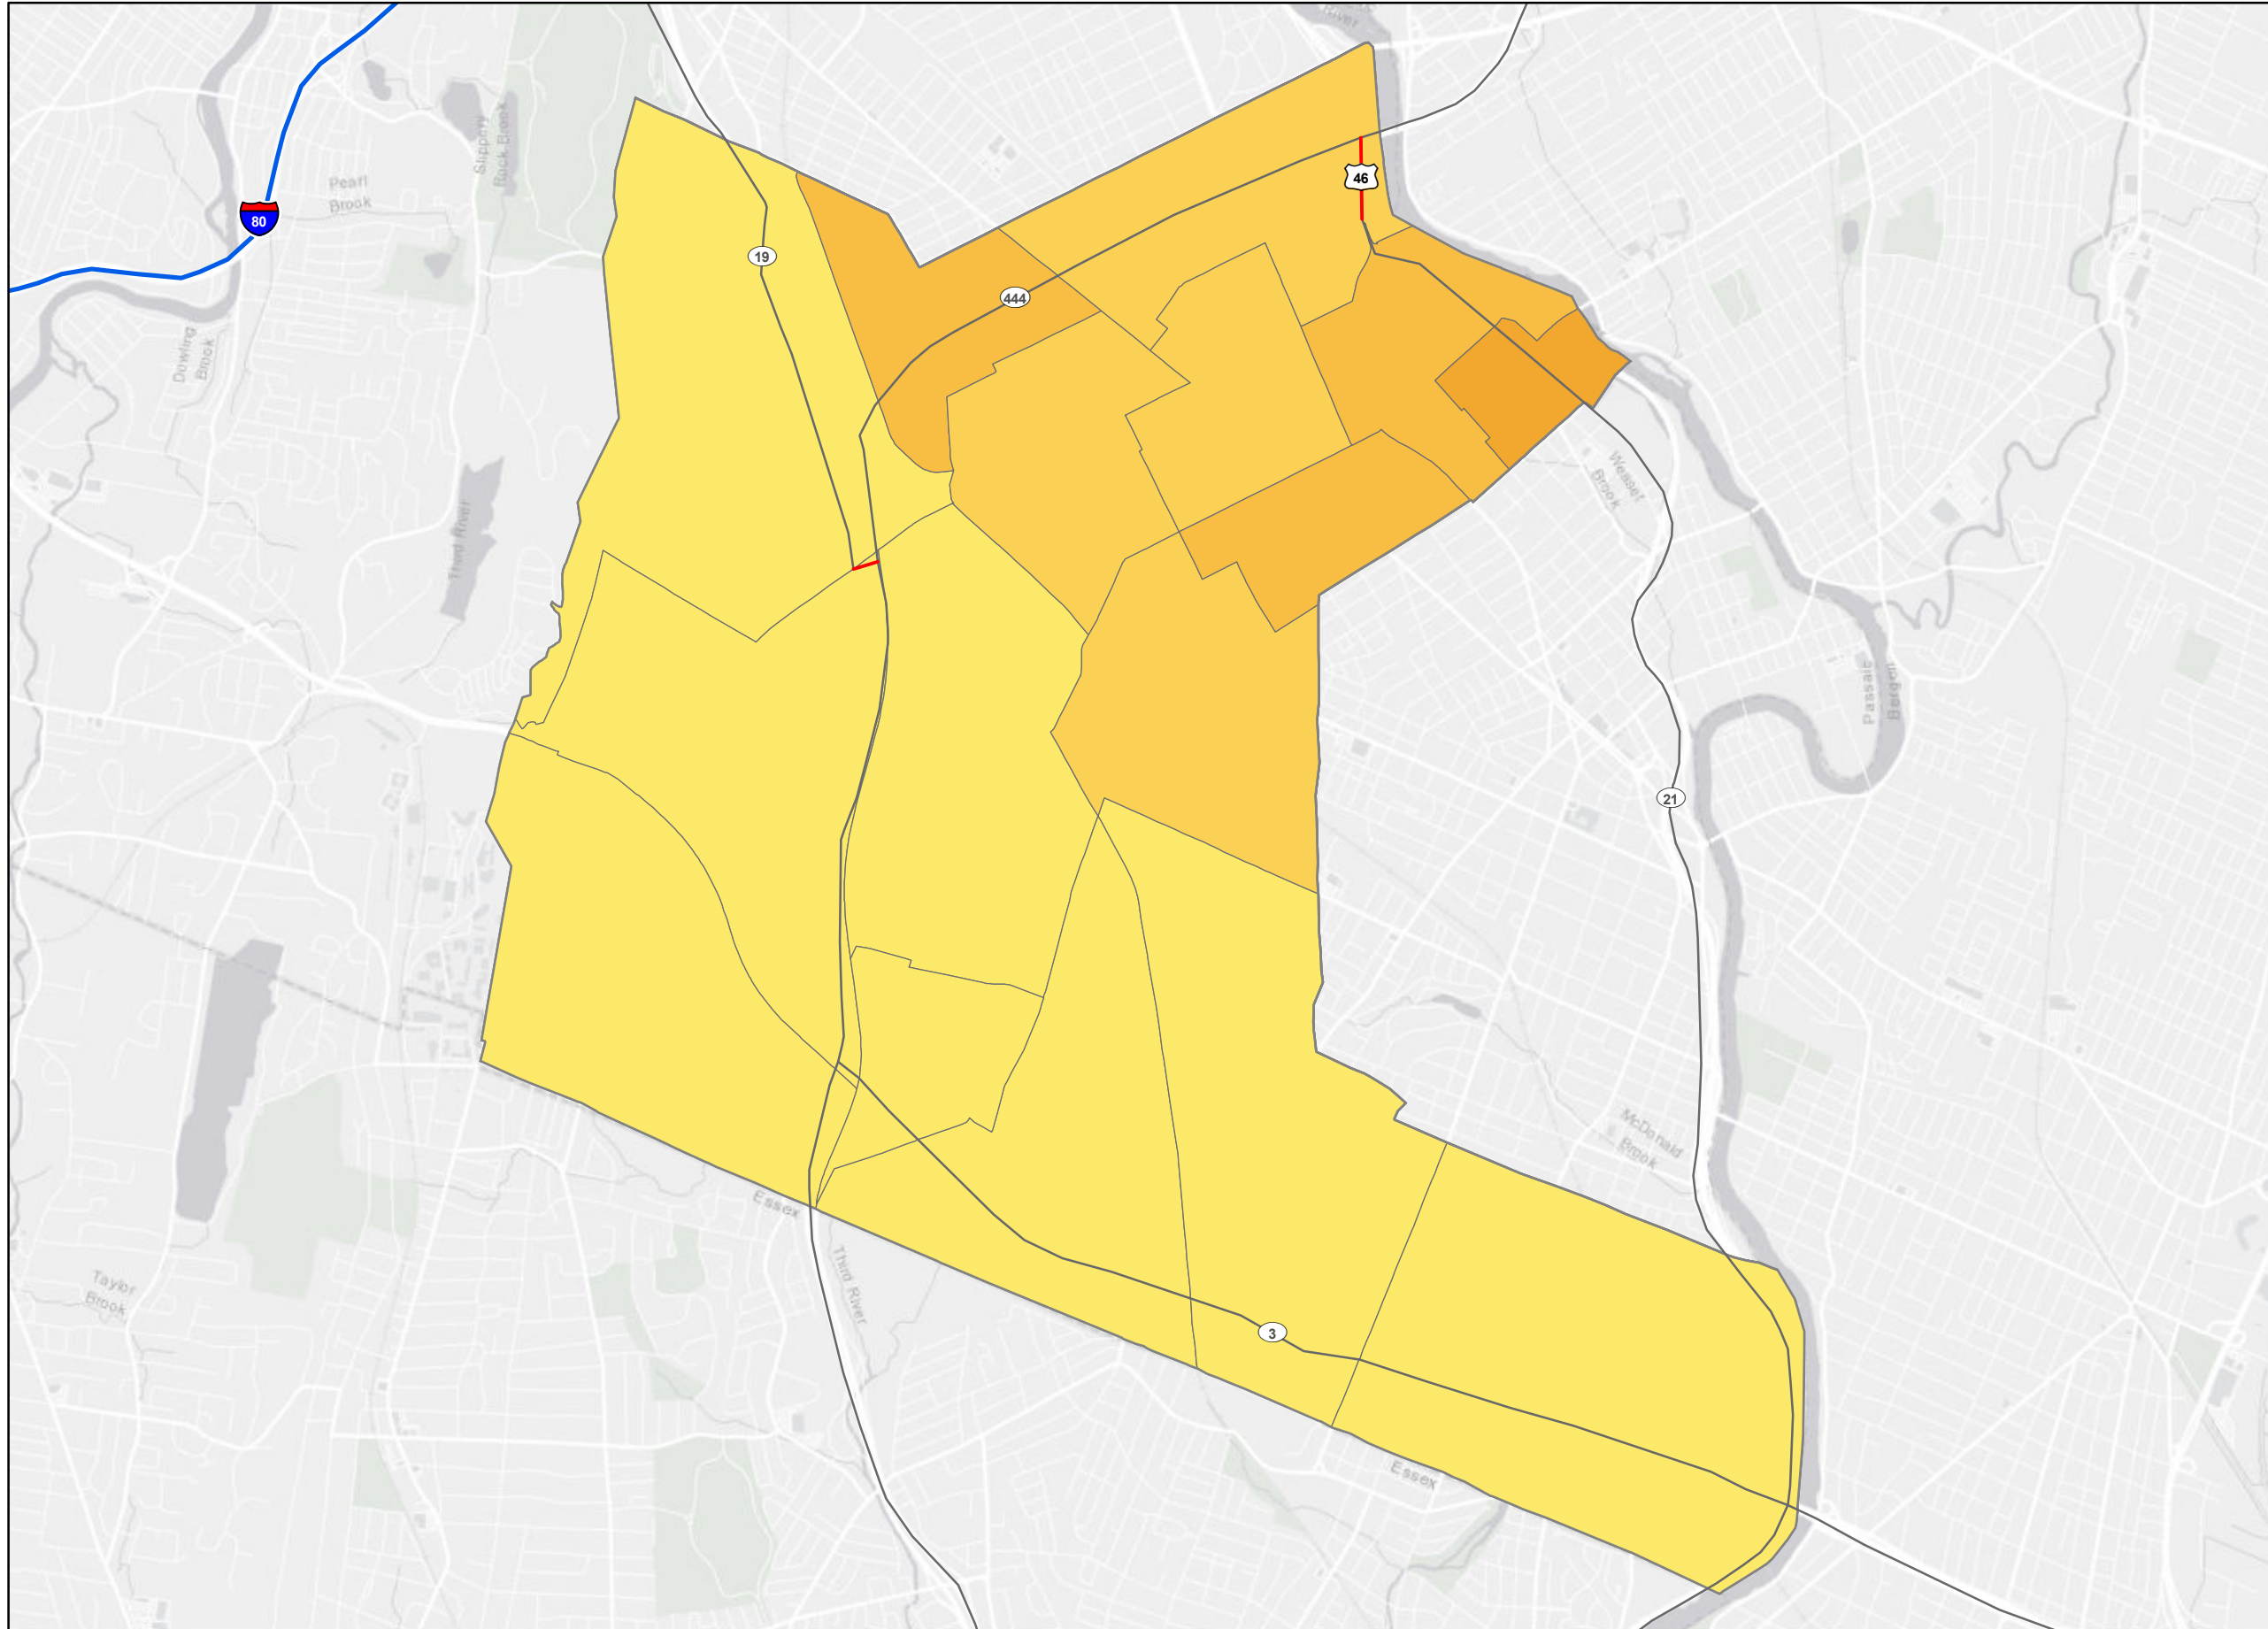 River
Slippery
Rock Brook
Pearl
Brook
46
80
19
444
Dowling
Brook
Weasel
Brook
Third River
Passaic
Bergen
21
McDonald
Brook
Essex
Third River
Taylor
Brook
3
Essex